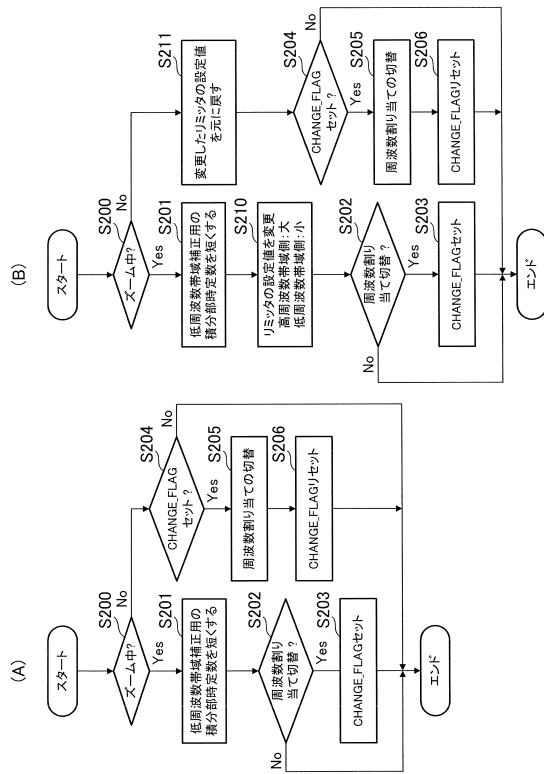 (A)
スタート
ズーム中?
S200
Yes
No
低周波数帯域補正用の
積分部時定数を短くする
S201
周波数割り
当て切替?
S202
Yes
No
CHANGE_FLAGセット
S203
CHANGE_FLAG
セット?
S204
Yes
No
周波数割り当ての切替
S205
CHANGE_FLAGリセット
S206
エンド
(B)
スタート
ズーム中?
S200
Yes
No
低周波数帯域補正用の
積分部時定数を短くする
S201
リミッタの設定値を変更
高周波数帯域側:大
低周波数帯域側:小
S210
周波数割り
当て切替?
S202
Yes
No
CHANGE_FLAGセット
S203
変更したリミッタの設定値
を元に戻す
S211
CHANGE_FLAG
セット?
S204
Yes
No
周波数割り当ての切替
S205
CHANGE_FLAGリセット
S206
エンド